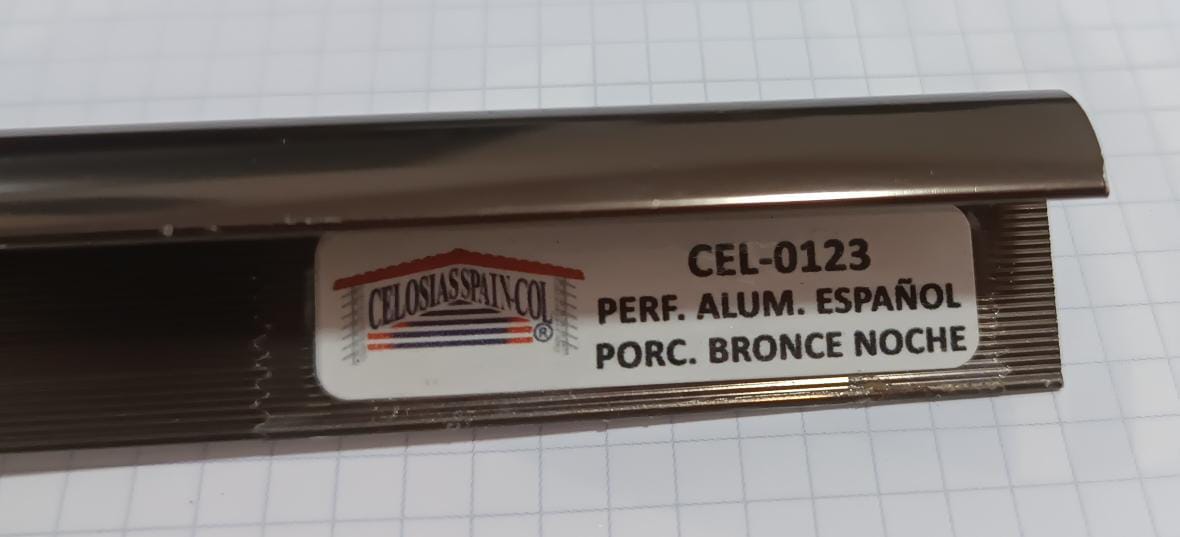 CELOSIASSPAIN-COL
®
CEL-0123
PERF. ALUM. ESPAÑOL
PORC. BRONCE NOCHE